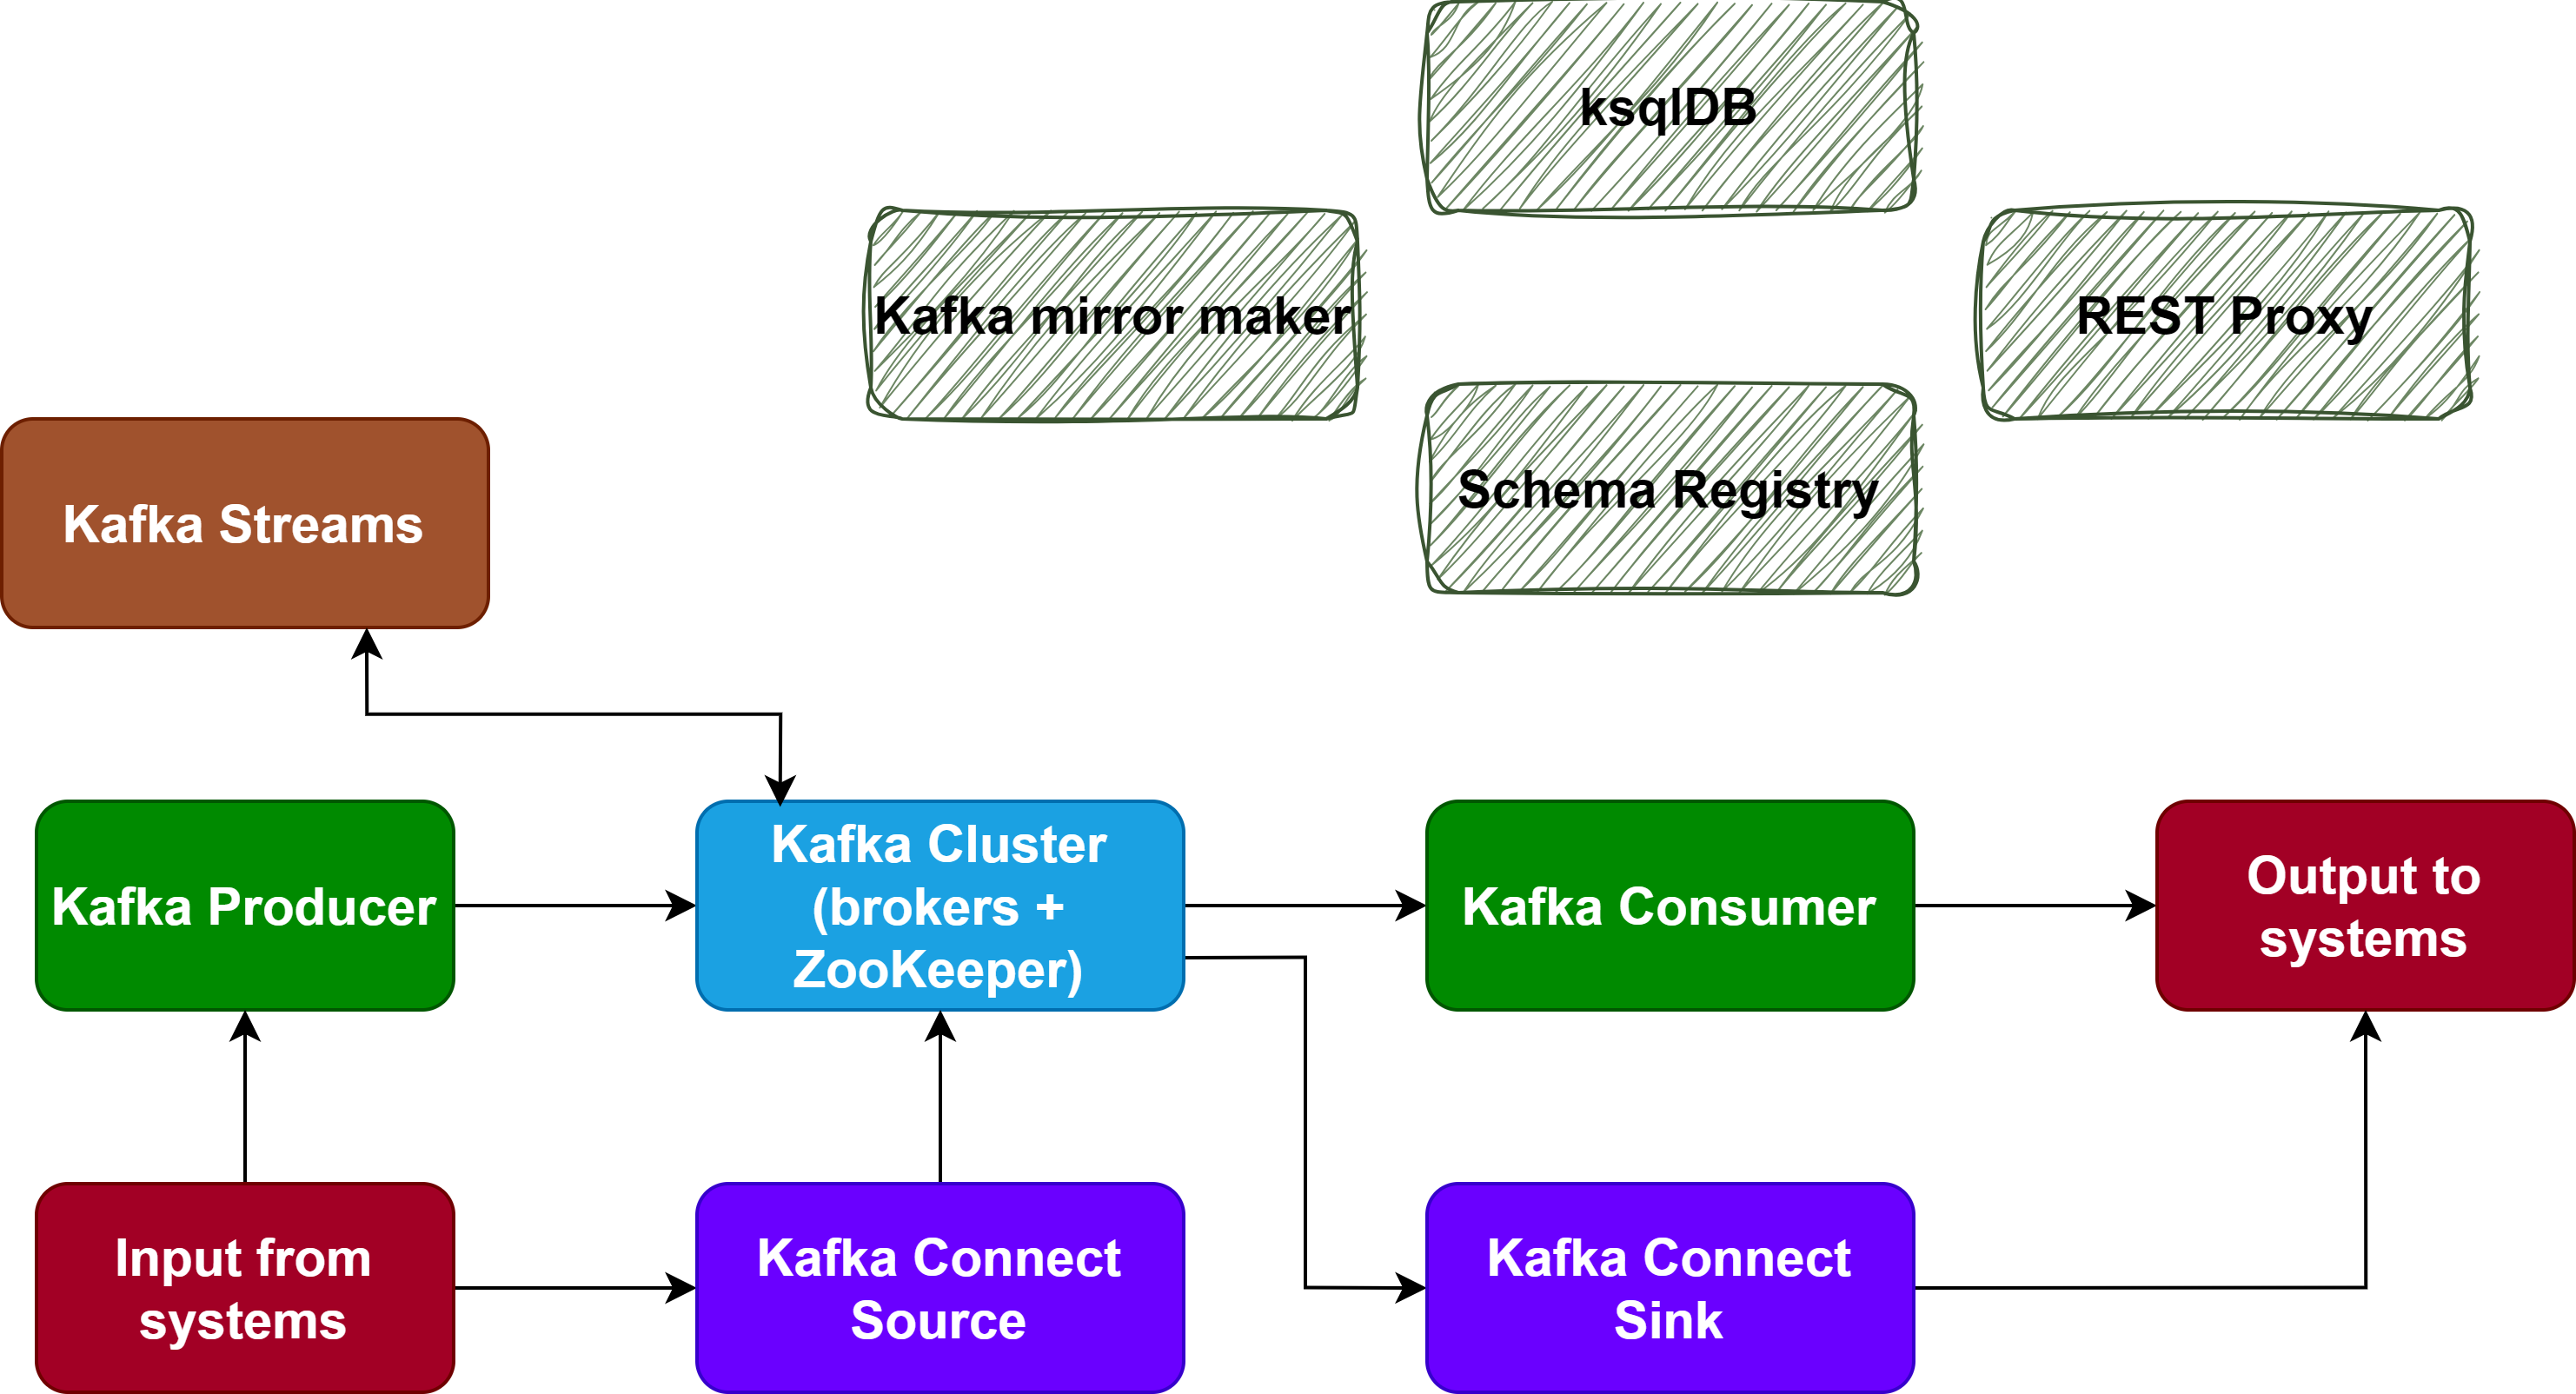 ksqlDB
Kafka mirror maker
REST Proxy
Schema Registry
Kafka Streams
Kafka Producer
Kafka Cluster
(brokers +
ZooKeeper)
Kafka Consumer
Output to
systems
Input from
systems
Kafka Connect
Source
Kafka Connect
Sink